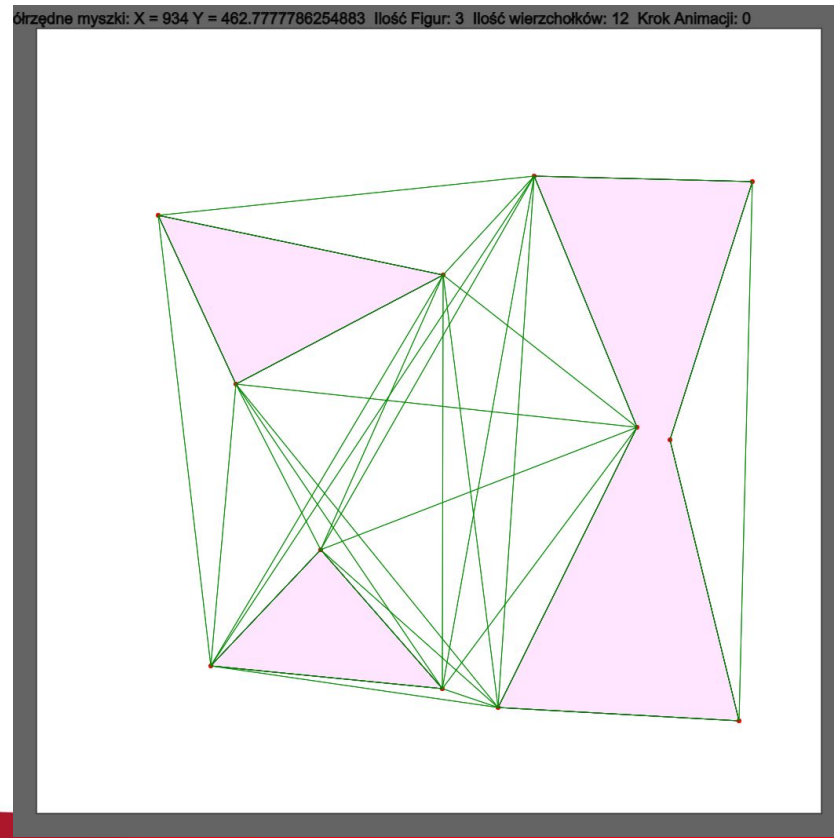 ółrzędne myszki: X = 934 Y = 462.7777786254883 Ilość Figur: 3 Ilość wierzchołków: 12 Krok Animacji: 0